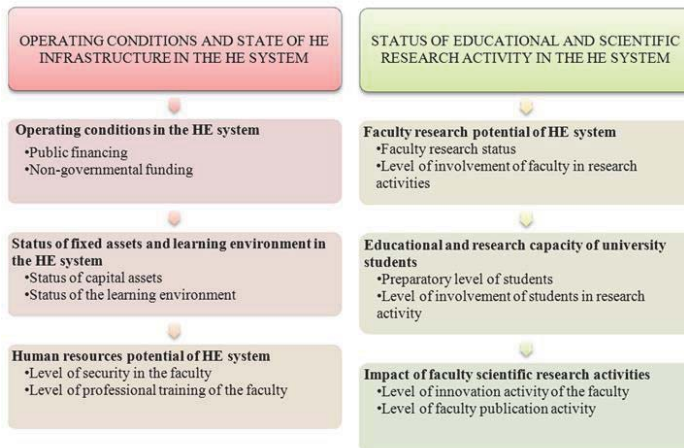 OPERATING CONDITIONS AND STATE OF HE
INFRASTRUCTURE IN THE HE SYSTEM
Operating conditions in the HE system
•Public financing
•Non-governmental funding
Status of fixed assets and learning environment in
the HE system
•Status of capital assets
•Status of the learning environment
Human resources potential of HE system
•Level of security in the faculty
•Level of professional training of the faculty
STATUS OF EDUCATIONAL AND SCIENTIFIC
RESEARCH ACTIVITY IN THE HE SYSTEM
Faculty research potential of HE system
•Faculty research status
•Level of involvement of faculty in research
activities
Educational and research capacity of university
students
•Preparatory level of students
•Level of involvement of students in research
activity
Impact of faculty scientific research activities
•Level of innovation activity of the faculty
•Level of faculty publication activity